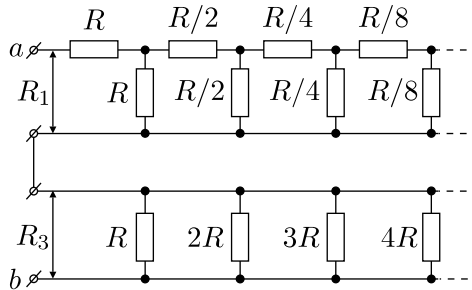 R R/2 R/4 R/8
a
R₁ R R/2 R/4 R/8
R₃ R 2R 3R 4R
b